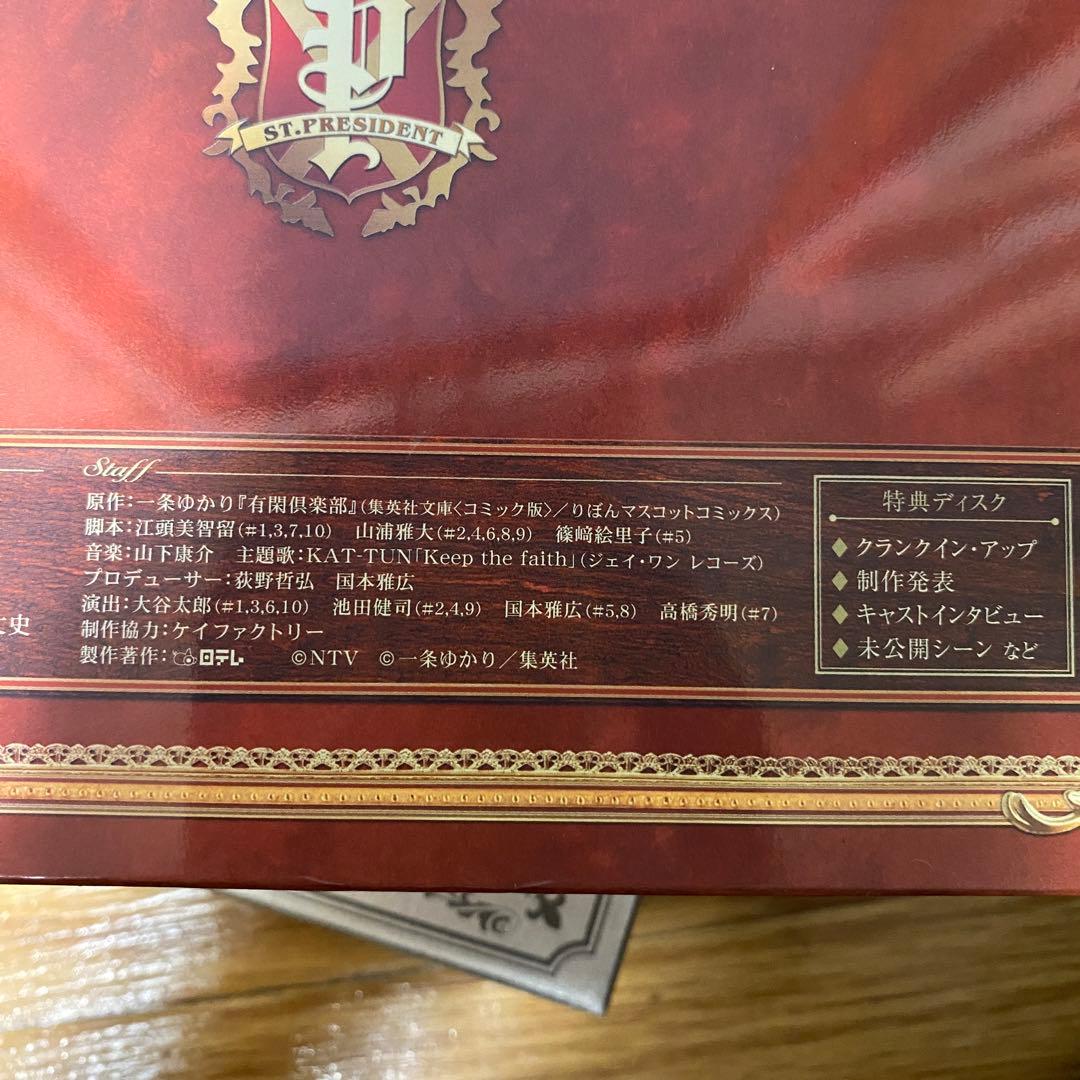 P
ST.PRESIDENT
Staff
原作:一条ゆかり『有閑倶楽部』(集英社文庫〈コミック版〉/りぼんマスコットコミックス)
脚本:江頭美智留(#1,3,7,10) 山浦雅大(#2,4,6,8,9) 篠﨑絵里子(#5)
音楽:山下康介 主題歌:KAT-TUN「Keep the faith」(ジェイ・ワン レコーズ)
プロデューサー:荻野哲弘 国本雅広
演出:大谷太郎(#1,3,6,10) 池田健司(#2,4,9) 国本雅広(#5,8) 高橋秀明(#7)
制作協力:ケイファクトリー
製作著作:日テレ ©NTV ©一条ゆかり/集英社
史
特典ディスク
◆クランクイン・アップ
◆制作発表
◆キャストインタビュー
◆未公開シーン など